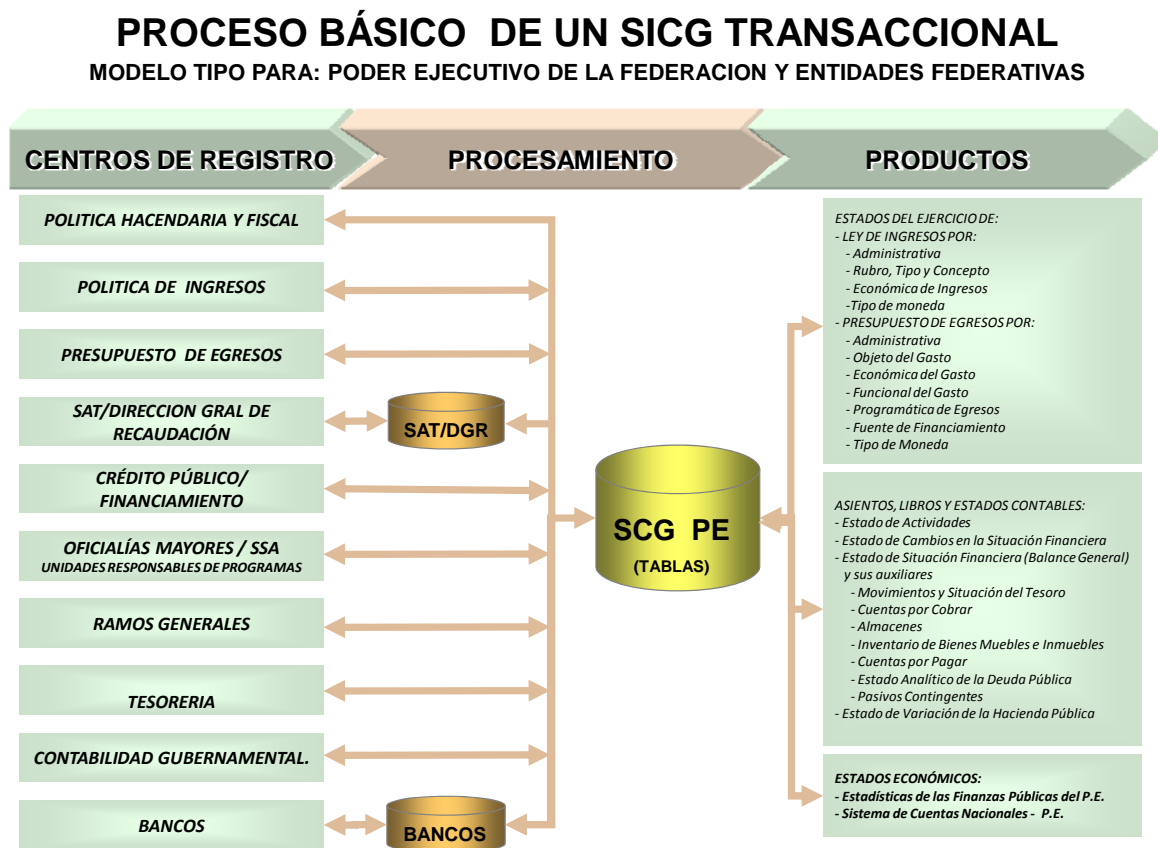 PROCESO BÁSICO DE UN SICG TRANSACCIONAL
MODELO TIPO PARA: PODER EJECUTIVO DE LA FEDERACION Y ENTIDADES FEDERATIVAS
CENTROS DE REGISTRO
PROCESAMIENTO
PRODUCTOS
POLITICA HACENDARIA Y FISCAL
POLITICA DE INGRESOS
PRESUPUESTO DE EGRESOS
SAT/DIRECCION GRAL DE
RECAUDACIÓN
CRÉDITO PÚBLICO/
FINANCIAMIENTO
OFICIALÍAS MAYORES / SSA
UNIDADES RESPONSABLES DE PROGRAMAS
RAMOS GENERALES
TESORERIA
CONTABILIDAD GUBERNAMENTAL.
BANCOS
SAT/DGR
BANCOS
SCG PE
(TABLAS)
ESTADOS DEL EJERCICIO DE:
- LEY DE INGRESOS POR:
- Administrativa
- Rubro, Tipo y Concepto
- Económica de Ingresos
-Tipo de moneda
- PRESUPUESTO DE EGRESOS POR:
- Administrativa
- Objeto del Gasto
- Económica del Gasto
- Funcional del Gasto
- Programática de Egresos
- Fuente de Financiamiento
- Tipo de Moneda
ASIENTOS, LIBROS Y ESTADOS CONTABLES:
- Estado de Actividades
- Estado de Cambios en la Situación Financiera
- Estado de Situación Financiera (Balance General)
y sus auxiliares
- Movimientos y Situación del Tesoro
- Cuentas por Cobrar
- Almacenes
- Inventario de Bienes Muebles e Inmuebles
- Cuentas por Pagar
- Estado Analítico de la Deuda Pública
- Pasivos Contingentes
- Estado de Variación de la Hacienda Pública
ESTADOS ECONÓMICOS:
- Estadísticas de las Finanzas Públicas del P.E.
- Sistema de Cuentas Nacionales - P.E.